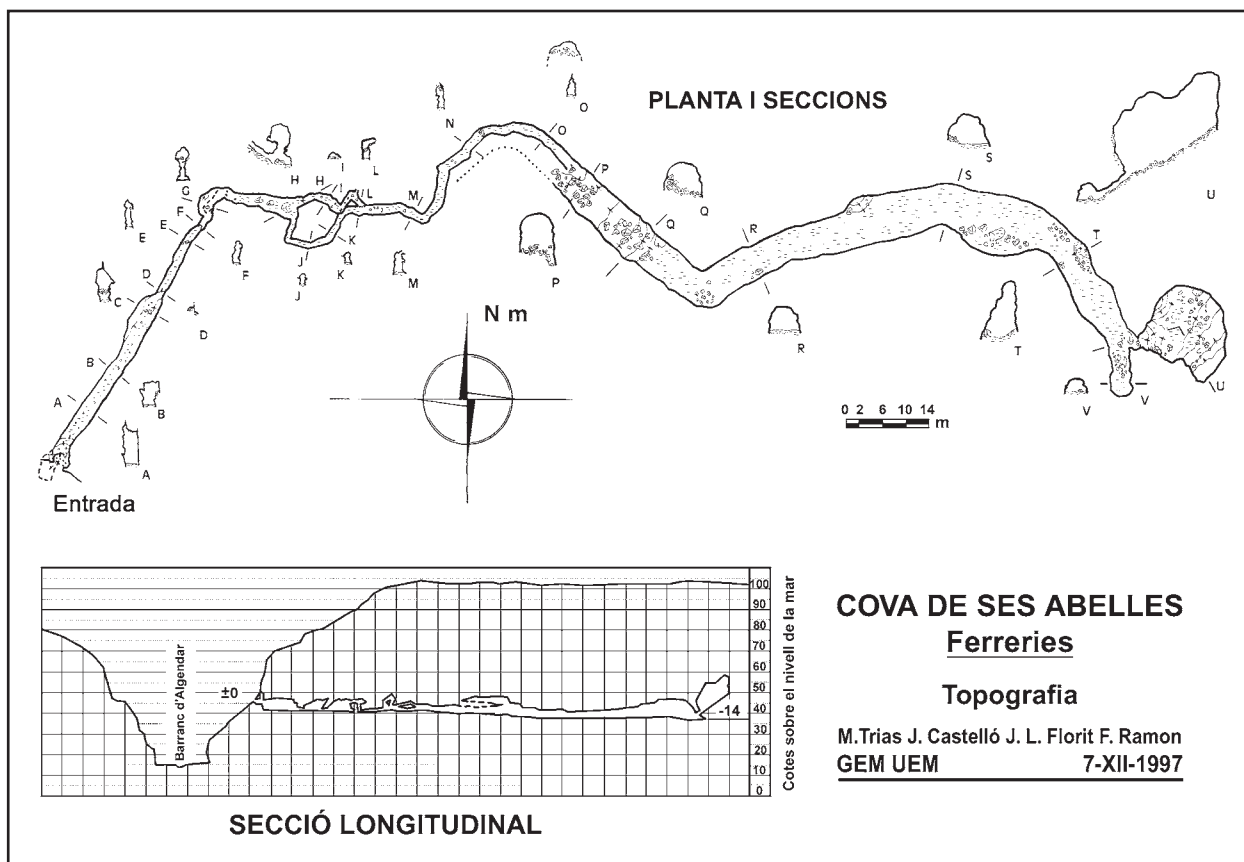 PLANTA I SECCIONS
O
O
O
N
N m
P
P
Q
Q
S
S
U
U
R
R
T
T
V
V
G
H
H
I
I
L
L
M
M
K
K
J
J
F
F
E
E
D
D
C
B
B
A
A
0 2 6 10 14
m
Entrada
Barranc d'Algendar
±0
-14
100
90
80
70
60
50
40
30
20
10
0
Cotes sobre el nivell de la mar
SECCIÓ LONGITUDINAL
COVA DE SES ABELLES
Ferreries
Topografia
M.Trias J. Castelló J. L. Florit F. Ramon
GEM UEM 7-XII-1997